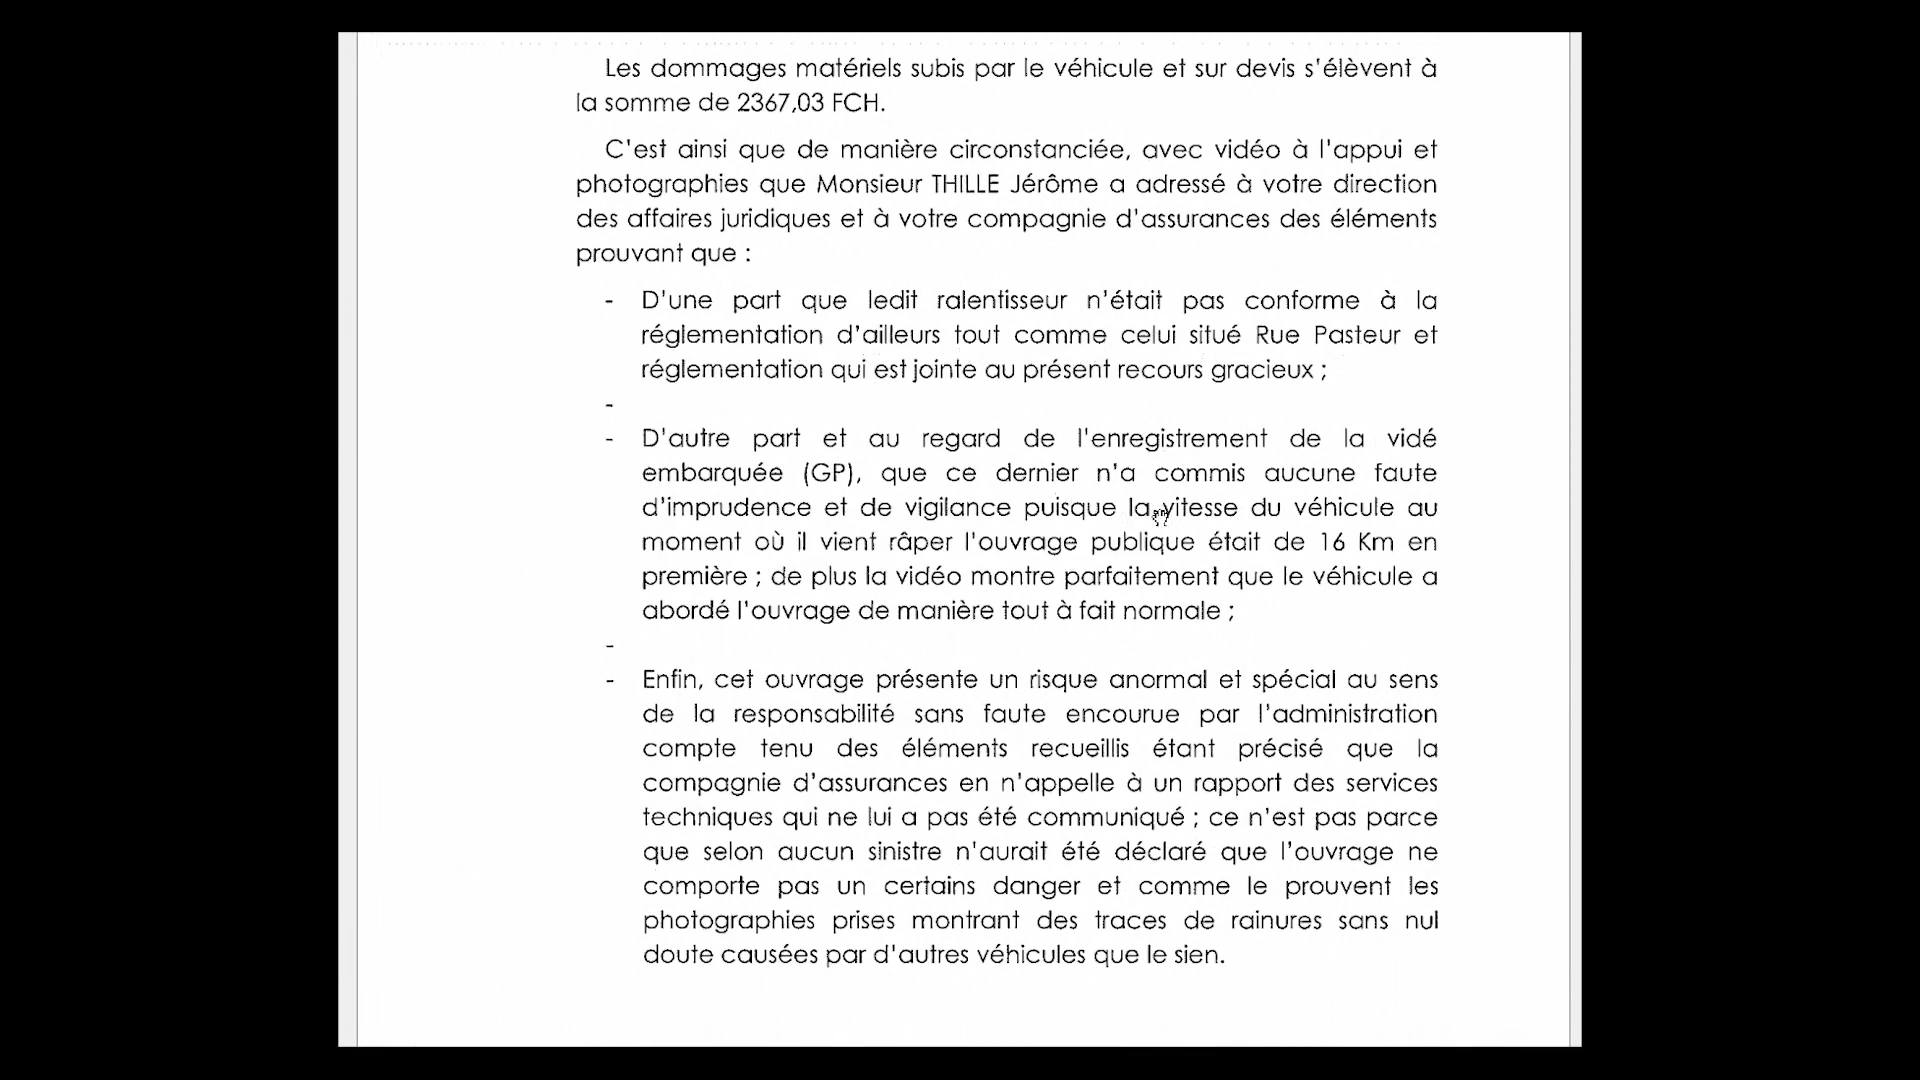 Les dommages matériels subis par le véhicule et sur devis s'élèvent à
la somme de 2367,03 FCH.
C'est ainsi que de manière circonstanciée, avec vidéo à l'appui et
photographies que Monsieur THILLE Jérôme a adressé à votre direction
des affaires juridiques et à votre compagnie d'assurances des éléments
prouvant que :
- D'une part que ledit ralentisseur n'était pas conforme à la
réglementation d'ailleurs tout comme celui situé Rue Pasteur et
réglementation qui est jointe au présent recours gracieux ;
-
- D'autre part et au regard de l'enregistrement de la vidé
embarquée (GP), que ce dernier n'a commis aucune faute
d'imprudence et de vigilance puisque la vitesse du véhicule au
moment où il vient râper l'ouvrage publique était de 16 Km en
première ; de plus la vidéo montre parfaitement que le véhicule a
abordé l'ouvrage de manière tout à fait normale ;
-
- Enfin, cet ouvrage présente un risque anormal et spécial au sens
de la responsabilité sans faute encourue par l'administration
compte tenu des éléments recueillis étant précisé que la
compagnie d'assurances en n'appelle à un rapport des services
techniques qui ne lui a pas été communiqué ; ce n'est pas parce
que selon aucun sinistre n'aurait été déclaré que l'ouvrage ne
comporte pas un certains danger et comme le prouvent les
photographies prises montrant des traces de rainures sans nul
doute causées par d'autres véhicules que le sien.